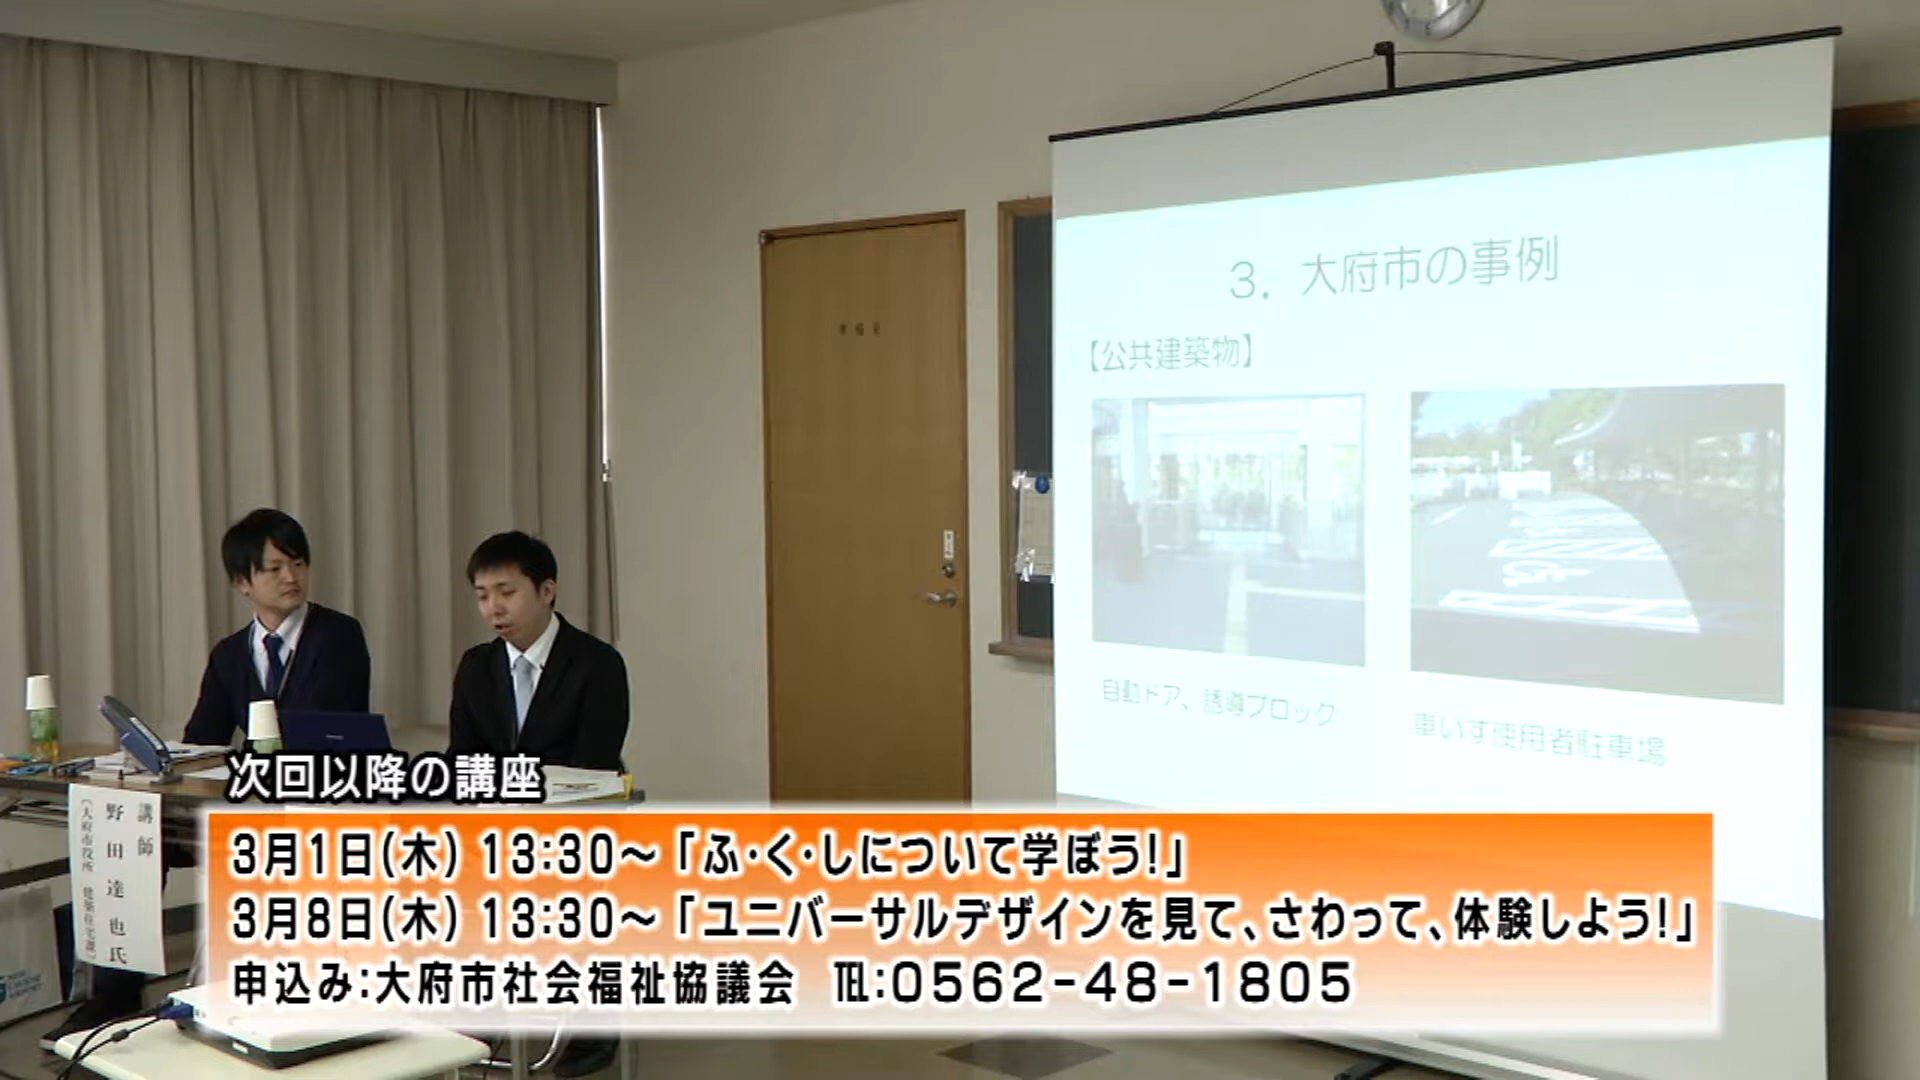 準備室
3. 大府市の事例
【公共建築物】
自動ドア、誘導ブロック
車いす使用者駐車場
講師
野田達也氏
(大府市役所 建築住宅課)
次回以降の講座
3月1日(木) 13:30〜「ふ・く・しについて学ぼう!」
3月8日(木) 13:30〜「ユニバーサルデザインを見て、さわって、体験しよう!」
申込み:大府市社会福祉協議会 ℡:0562-48-1805